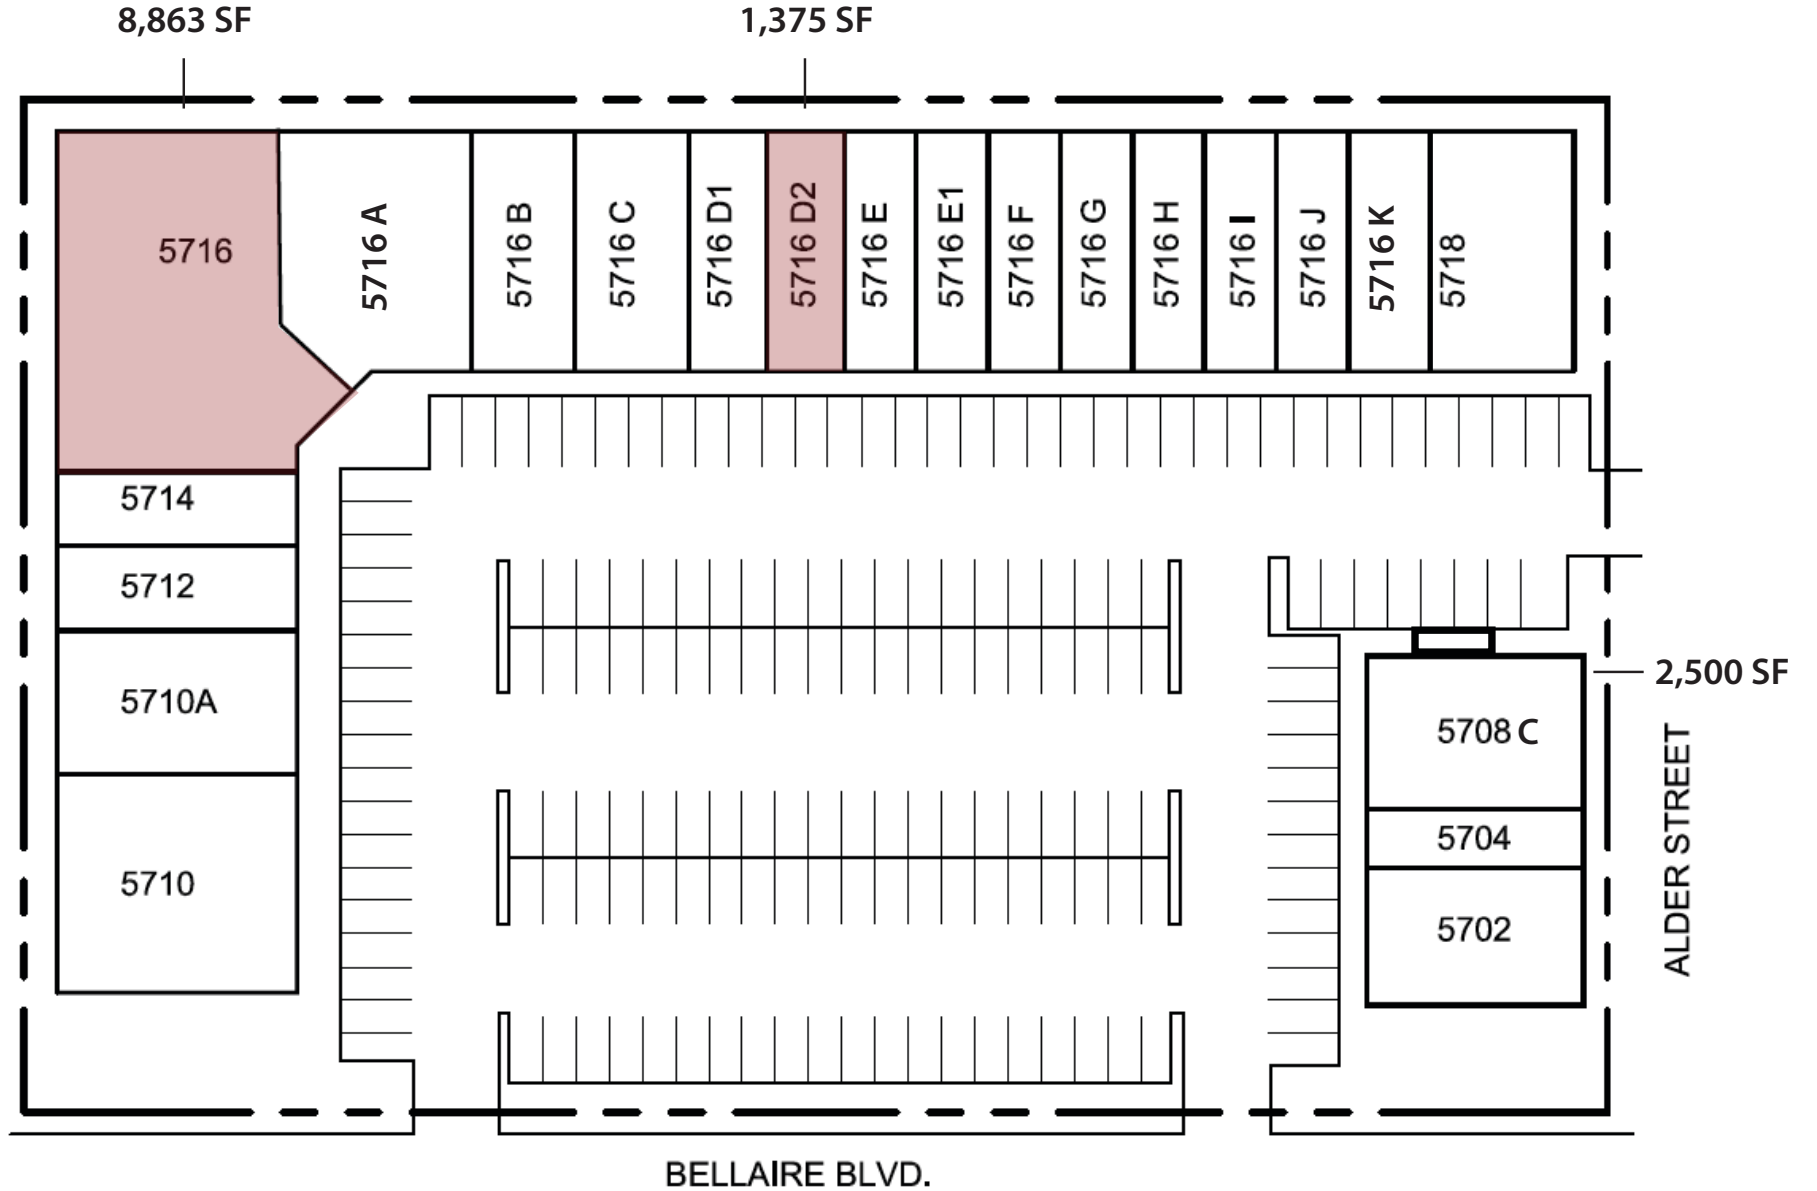 8,863 SF
1,375 SF
5716
5716 A
5716 B
5716 C
5716 D1
5716 D2
5716 E
5716 E1
5716 F
5716 G
5716 H
5716 I
5716 J
5716 K
5718
5714
5712
5710A
5710
2,500 SF
5708 C
5704
5702
ALDER STREET
BELLAIRE BLVD.